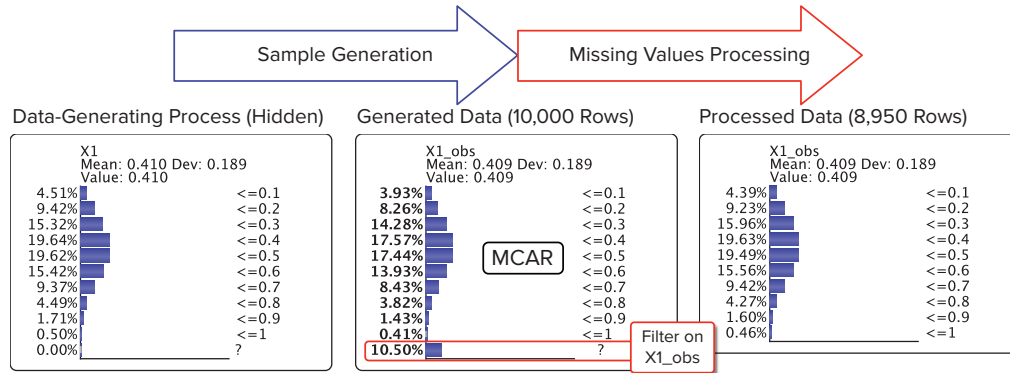 Sample Generation
Missing Values Processing
Data-Generating Process (Hidden)
X1
Mean: 0.410 Dev: 0.189
Value: 0.410
4.51% <=0.1
9.42% <=0.2
15.32% <=0.3
19.64% <=0.4
19.62% <=0.5
15.42% <=0.6
9.37% <=0.7
4.49% <=0.8
1.71% <=0.9
0.50% <=1
0.00% ?
Generated Data (10,000 Rows)
X1_obs
Mean: 0.409 Dev: 0.189
Value: 0.409
3.93% <=0.1
8.26% <=0.2
14.28% <=0.3
17.57% <=0.4
17.44% <=0.5
13.93% <=0.6
8.43% <=0.7
3.82% <=0.8
1.43% <=0.9
0.41% <=1
10.50% ?
MCAR
Filter on
X1_obs
Processed Data (8,950 Rows)
X1_obs
Mean: 0.409 Dev: 0.189
Value: 0.409
4.39% <=0.1
9.23% <=0.2
15.96% <=0.3
19.63% <=0.4
19.49% <=0.5
15.56% <=0.6
9.42% <=0.7
4.27% <=0.8
1.60% <=0.9
0.46% <=1